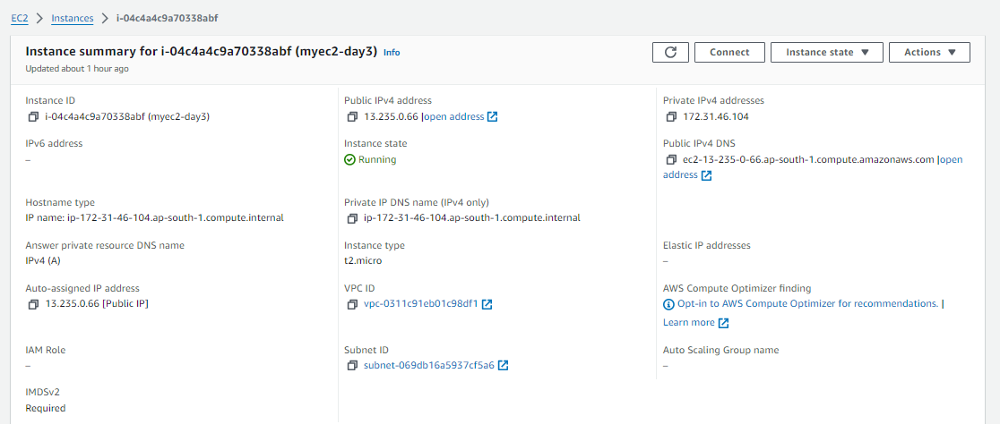 EC2 > Instances > i-04c4a4c9a70338abf
Instance summary for i-04c4a4c9a70338abf (myec2-day3) Info
Updated about 1 hour ago
Connect
Instance state
Actions
Instance ID
i-04c4a4c9a70338abf (myec2-day3)
Public IPv4 address
13.235.0.66 |open address
Private IPv4 addresses
172.31.46.104
IPv6 address
–
Instance state
Running
Public IPv4 DNS
ec2-13-235-0-66.ap-south-1.compute.amazonaws.com |open
address
Hostname type
IP name: ip-172-31-46-104.ap-south-1.compute.internal
Private IP DNS name (IPv4 only)
ip-172-31-46-104.ap-south-1.compute.internal
Answer private resource DNS name
IPv4 (A)
Instance type
t2.micro
Elastic IP addresses
–
Auto-assigned IP address
13.235.0.66 [Public IP]
VPC ID
vpc-0311c91eb01c98df1
AWS Compute Optimizer finding
Opt-in to AWS Compute Optimizer for recommendations. |
Learn more
IAM Role
–
Subnet ID
subnet-069db16a5937cf5a6
Auto Scaling Group name
–
IMDSv2
Required